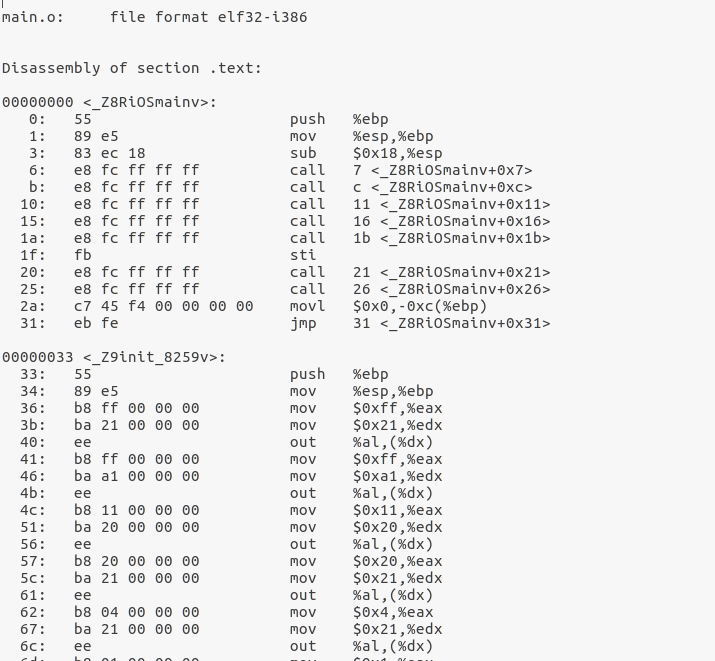 main.o:     file format elf32-i386
Disassembly of section .text:
00000000 <_Z8RiOSmainv>:
   0:   55                      push   %ebp
   1:   89 e5                   mov    %esp,%ebp
   3:   83 ec 18                sub    $0x18,%esp
   6:   e8 fc ff ff ff          call   7 <_Z8RiOSmainv+0x7>
   b:   e8 fc ff ff ff          call   c <_Z8RiOSmainv+0xc>
  10:   e8 fc ff ff ff          call   11 <_Z8RiOSmainv+0x11>
  15:   e8 fc ff ff ff          call   16 <_Z8RiOSmainv+0x16>
  1a:   e8 fc ff ff ff          call   1b <_Z8RiOSmainv+0x1b>
  1f:   fb                      sti
  20:   e8 fc ff ff ff          call   21 <_Z8RiOSmainv+0x21>
  25:   e8 fc ff ff ff          call   26 <_Z8RiOSmainv+0x26>
  2a:   c7 45 f4 00 00 00 00    movl   $0x0,-0xc(%ebp)
  31:   eb fe                   jmp    31 <_Z8RiOSmainv+0x31>
00000033 <_Z9init_8259v>:
  33:   55                      push   %ebp
  34:   89 e5                   mov    %esp,%ebp
  36:   b8 ff 00 00 00          mov    $0xff,%eax
  3b:   ba 21 00 00 00          mov    $0x21,%edx
  40:   ee                      out    %al,(%dx)
  41:   b8 ff 00 00 00          mov    $0xff,%eax
  46:   ba a1 00 00 00          mov    $0xa1,%edx
  4b:   ee                      out    %al,(%dx)
  4c:   b8 11 00 00 00          mov    $0x11,%eax
  51:   ba 20 00 00 00          mov    $0x20,%edx
  56:   ee                      out    %al,(%dx)
  57:   b8 20 00 00 00          mov    $0x20,%eax
  5c:   ba 21 00 00 00          mov    $0x21,%edx
  61:   ee                      out    %al,(%dx)
  62:   b8 04 00 00 00          mov    $0x4,%eax
  67:   ba 21 00 00 00          mov    $0x21,%edx
  6c:   ee                      out    %al,(%dx)
  6d:   b8 01 00 00 00          mov    $0x1,%eax